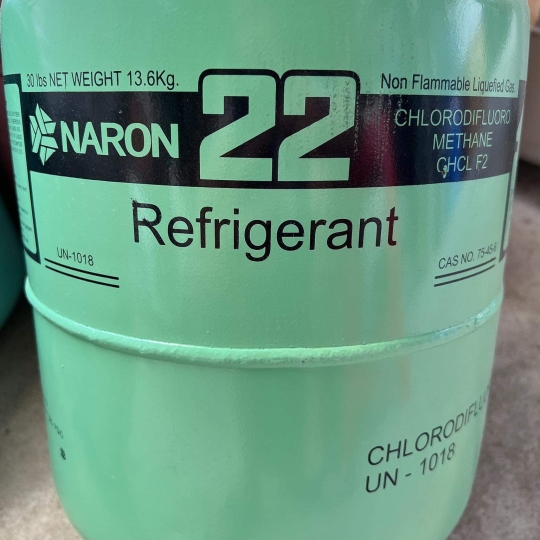 30 lbs NET WEIGHT 13.6Kg.
22
Non Flammable Liquefied Gas.
NARON
CHLORODIFLUORO
METHANE
CHCL F2
Refrigerant
UN-1018
CAS NO. 75-45-6
CHLORODIFLUO
UN - 1018